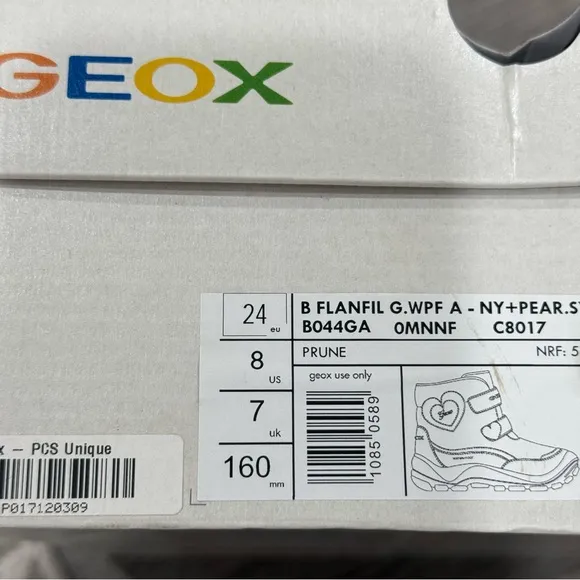 GEOX
24 eu
8 US
7 uk
160 mm
B FLANFIL G.WPF A - NY+PEAR.S
B044GA 0MNNF C8017
PRUNE NRF: 5
geox use only
1085 0589
x – PCS Unique
P017120309